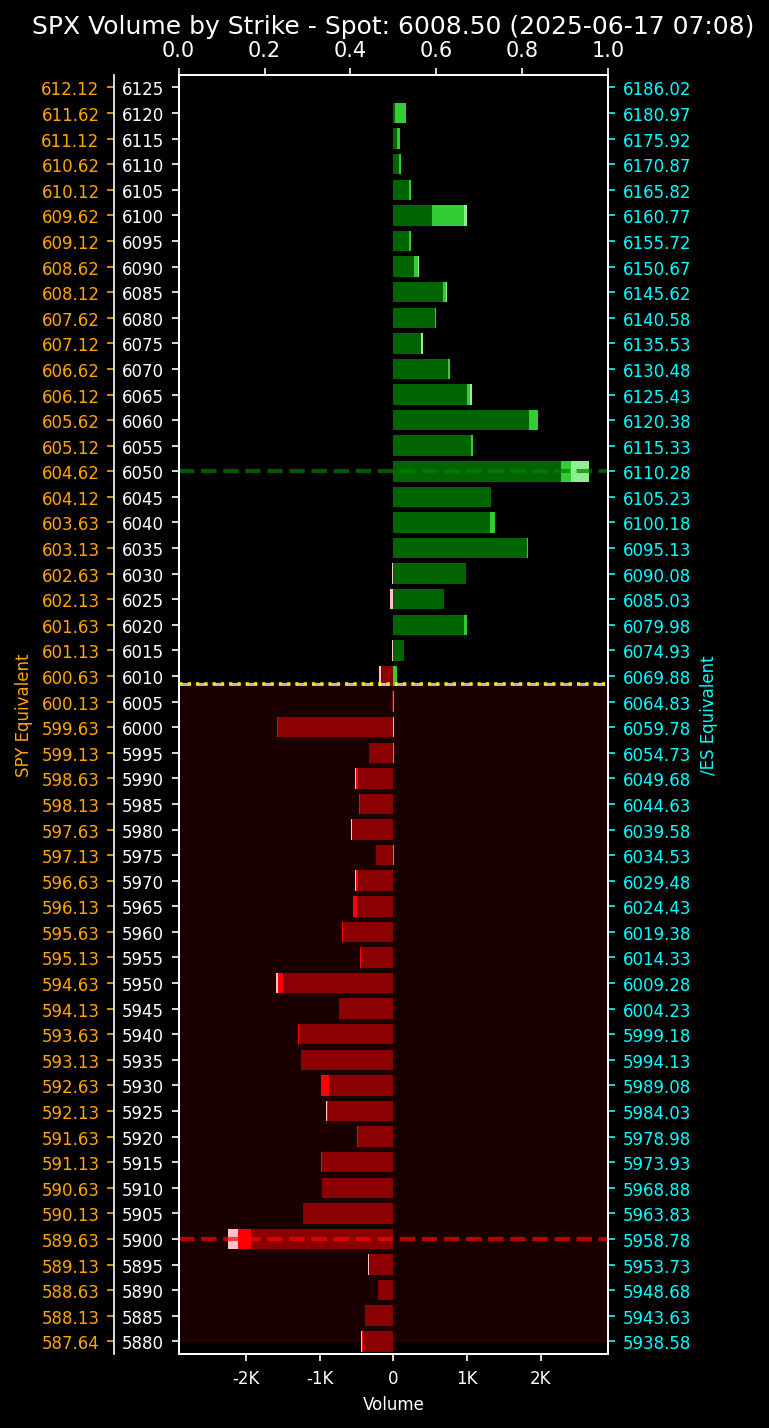 SPX Volume by Strike - Spot: 6008.50 (2025-06-17 07:08)
0.0 0.2 0.4 0.6 0.8 1.0
612.12 6125 6186.02
611.62 6120 6180.97
611.12 6115 6175.92
610.62 6110 6170.87
610.12 6105 6165.82
609.62 6100 6160.77
609.12 6095 6155.72
608.62 6090 6150.67
608.12 6085 6145.62
607.62 6080 6140.58
607.12 6075 6135.53
606.62 6070 6130.48
606.12 6065 6125.43
605.62 6060 6120.38
605.12 6055 6115.33
604.62 6050 6110.28
604.12 6045 6105.23
603.63 6040 6100.18
603.13 6035 6095.13
602.63 6030 6090.08
602.13 6025 6085.03
601.63 6020 6079.98
601.13 6015 6074.93
600.63 6010 6069.88
600.13 6005 6064.83
599.63 6000 6059.78
599.13 5995 6054.73
598.63 5990 6049.68
598.13 5985 6044.63
597.63 5980 6039.58
597.13 5975 6034.53
596.63 5970 6029.48
596.13 5965 6024.43
595.63 5960 6019.38
595.13 5955 6014.33
594.63 5950 6009.28
594.13 5945 6004.23
593.63 5940 5999.18
593.13 5935 5994.13
592.63 5930 5989.08
592.13 5925 5984.03
591.63 5920 5978.98
591.13 5915 5973.93
590.63 5910 5968.88
590.13 5905 5963.83
589.63 5900 5958.78
589.13 5895 5953.73
588.63 5890 5948.68
588.13 5885 5943.63
587.64 5880 5938.58
SPY Equivalent
/ES Equivalent
-2K -1K 0 1K 2K
Volume